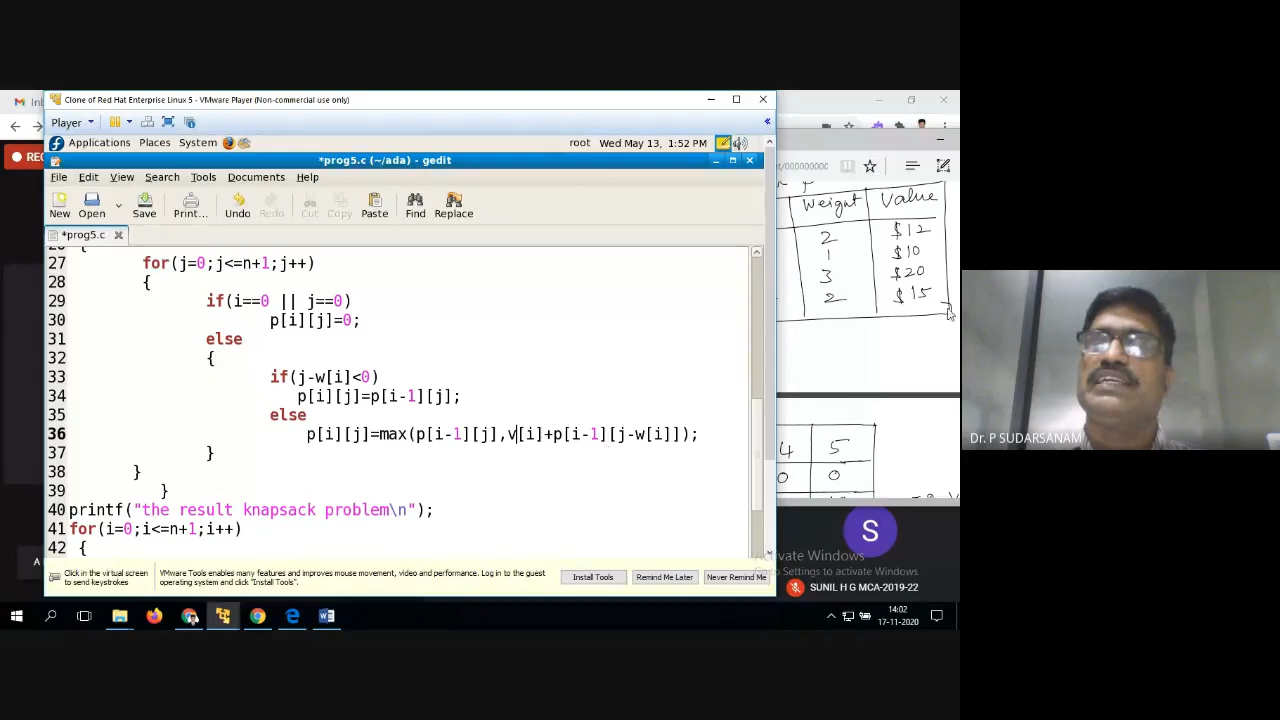 Clone of Red Hat Enterprise Linux 5 - VMware Player (Non-commercial use only)
Player
Applications Places System root Wed May 13, 1:52 PM
*prog5.c (~/ada) - gedit
File Edit View Search Tools Documents Help
New Open Save Print... Undo Redo Cut Copy Paste Find Replace
*prog5.c
27 for(j=0;j<=n+1;j++)
28 {
29 if(i==0 || j==0)
30 p[i][j]=0;
31 else
32 {
33 if(j-w[i]<0)
34 p[i][j]=p[i-1][j];
35 else
36 p[i][j]=max(p[i-1][j],v[i]+p[i-1][j-w[i]]);
37 }
38 }
39 }
40 printf("the result knapsack problem\n");
41 for(i=0;i<=n+1;i++)
42 {
Click in the virtual screen
to send keystrokes
VMware Tools enables many features and improves mouse movement, video and performance. Log in to the guest
operating system and click "Install Tools".
Install Tools Remind Me Later Never Remind Me
Weight Value
2 $12
1 $10
3 $20
2 $15
4 5
0 0
S
Activate Windows
Go to Settings to activate Windows.
SUNIL H G MCA-2019-22
Dr. P SUDARSANAM
14:02
17-11-2020